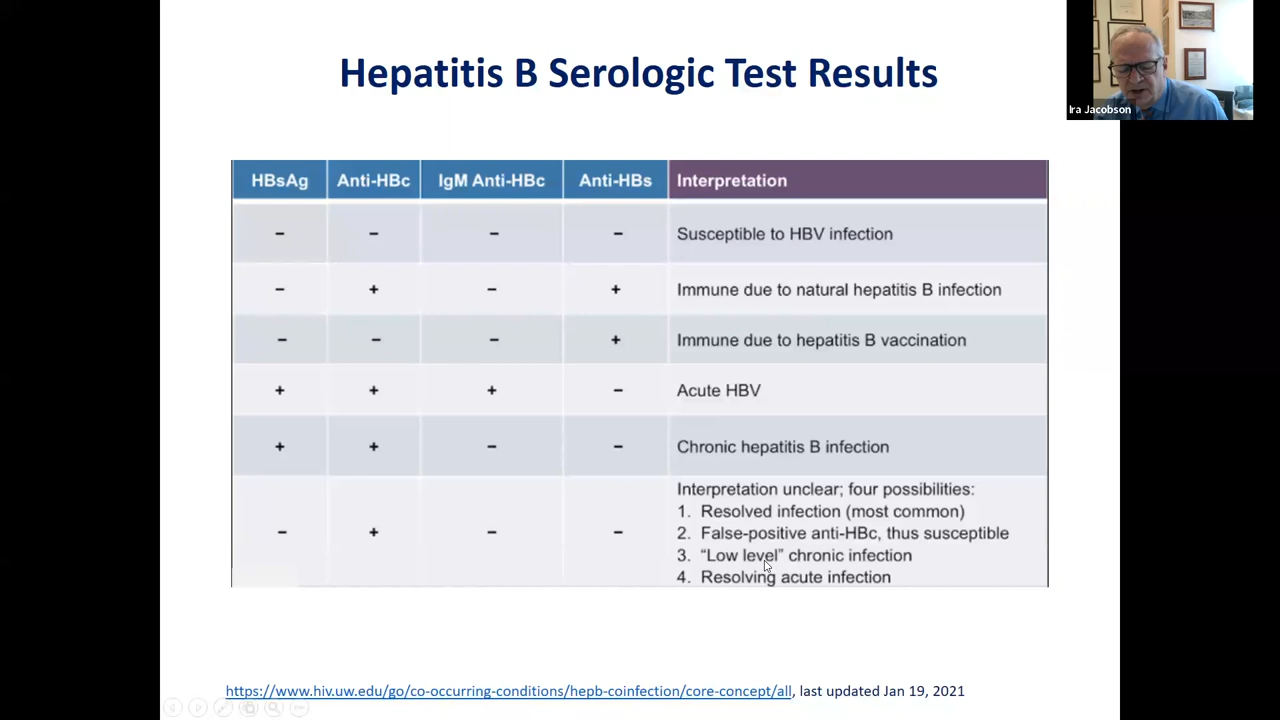 Hepatitis B Serologic Test Results
Ira Jacobson
HBsAg Anti-HBc IgM Anti-HBc Anti-HBs Interpretation
− − − − Susceptible to HBV infection
− + − + Immune due to natural hepatitis B infection
− − − + Immune due to hepatitis B vaccination
+ + + − Acute HBV
+ + − − Chronic hepatitis B infection
− + − − Interpretation unclear; four possibilities:
1. Resolved infection (most common)
2. False-positive anti-HBc, thus susceptible
3. “Low level” chronic infection
4. Resolving acute infection
https://www.hiv.uw.edu/go/co-occurring-conditions/hepb-coinfection/core-concept/all, last updated Jan 19, 2021